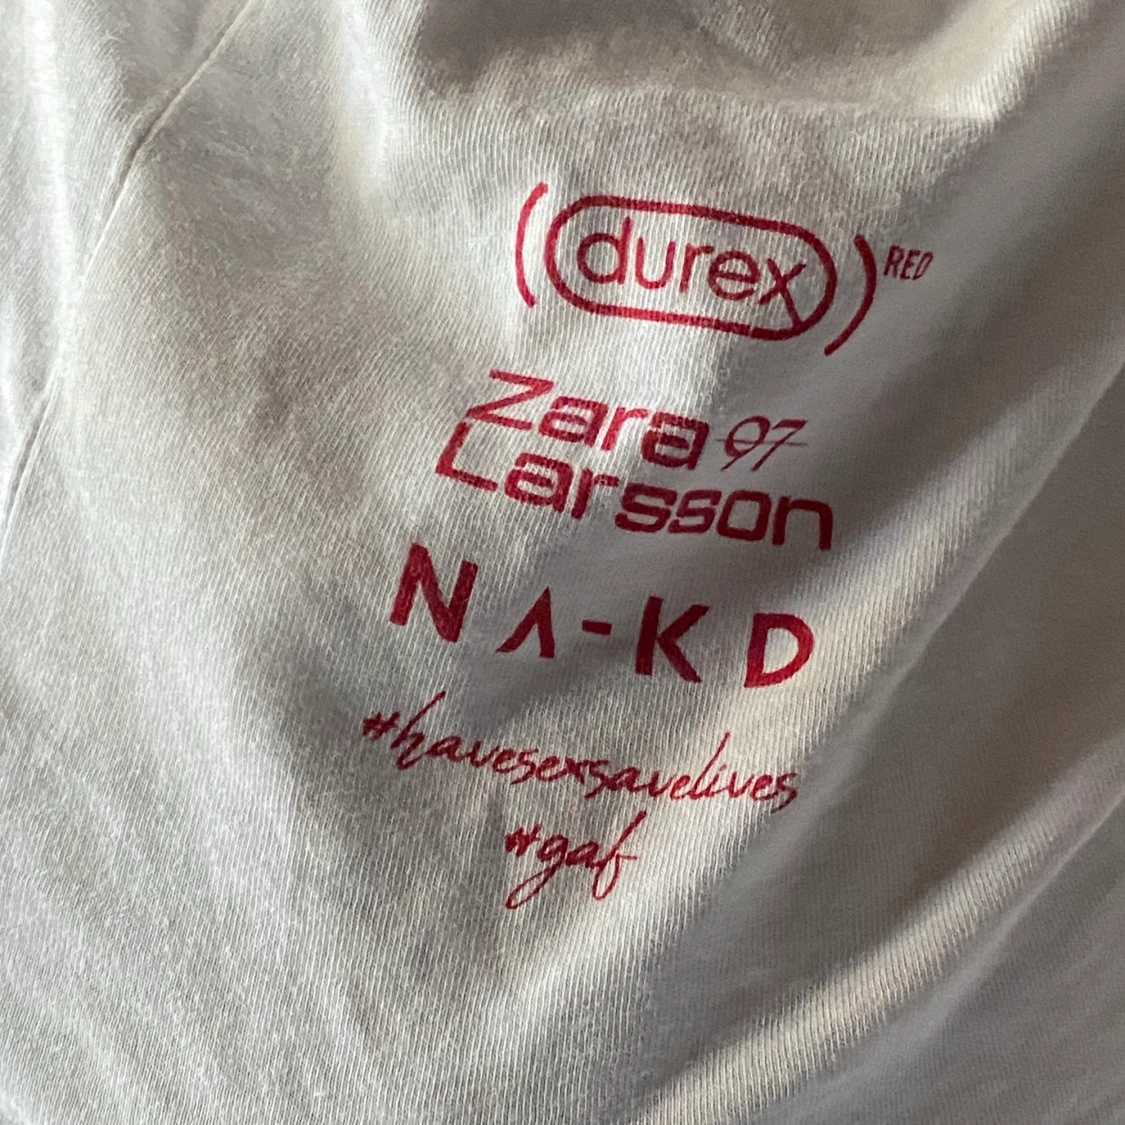 (durex) RED
Zara 97
Larsson
NA-KD
#havesexsavelives
#gaf